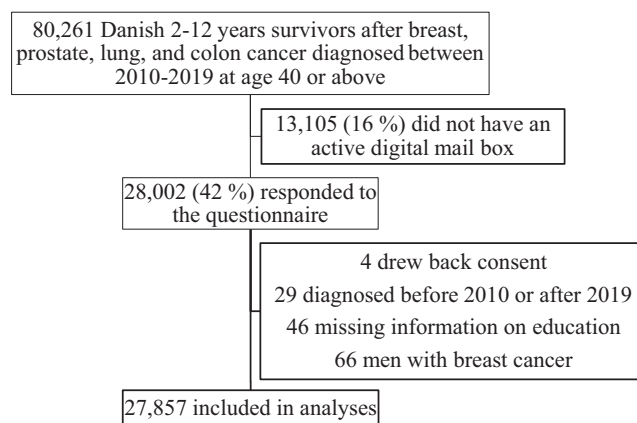 80,261 Danish 2-12 years survivors after breast,
prostate, lung, and colon cancer diagnosed between
2010-2019 at age 40 or above
13,105 (16 %) did not have an
active digital mail box
28,002 (42 %) responded to
the questionnaire
4 drew back consent
29 diagnosed before 2010 or after 2019
46 missing information on education
66 men with breast cancer
27,857 included in analyses